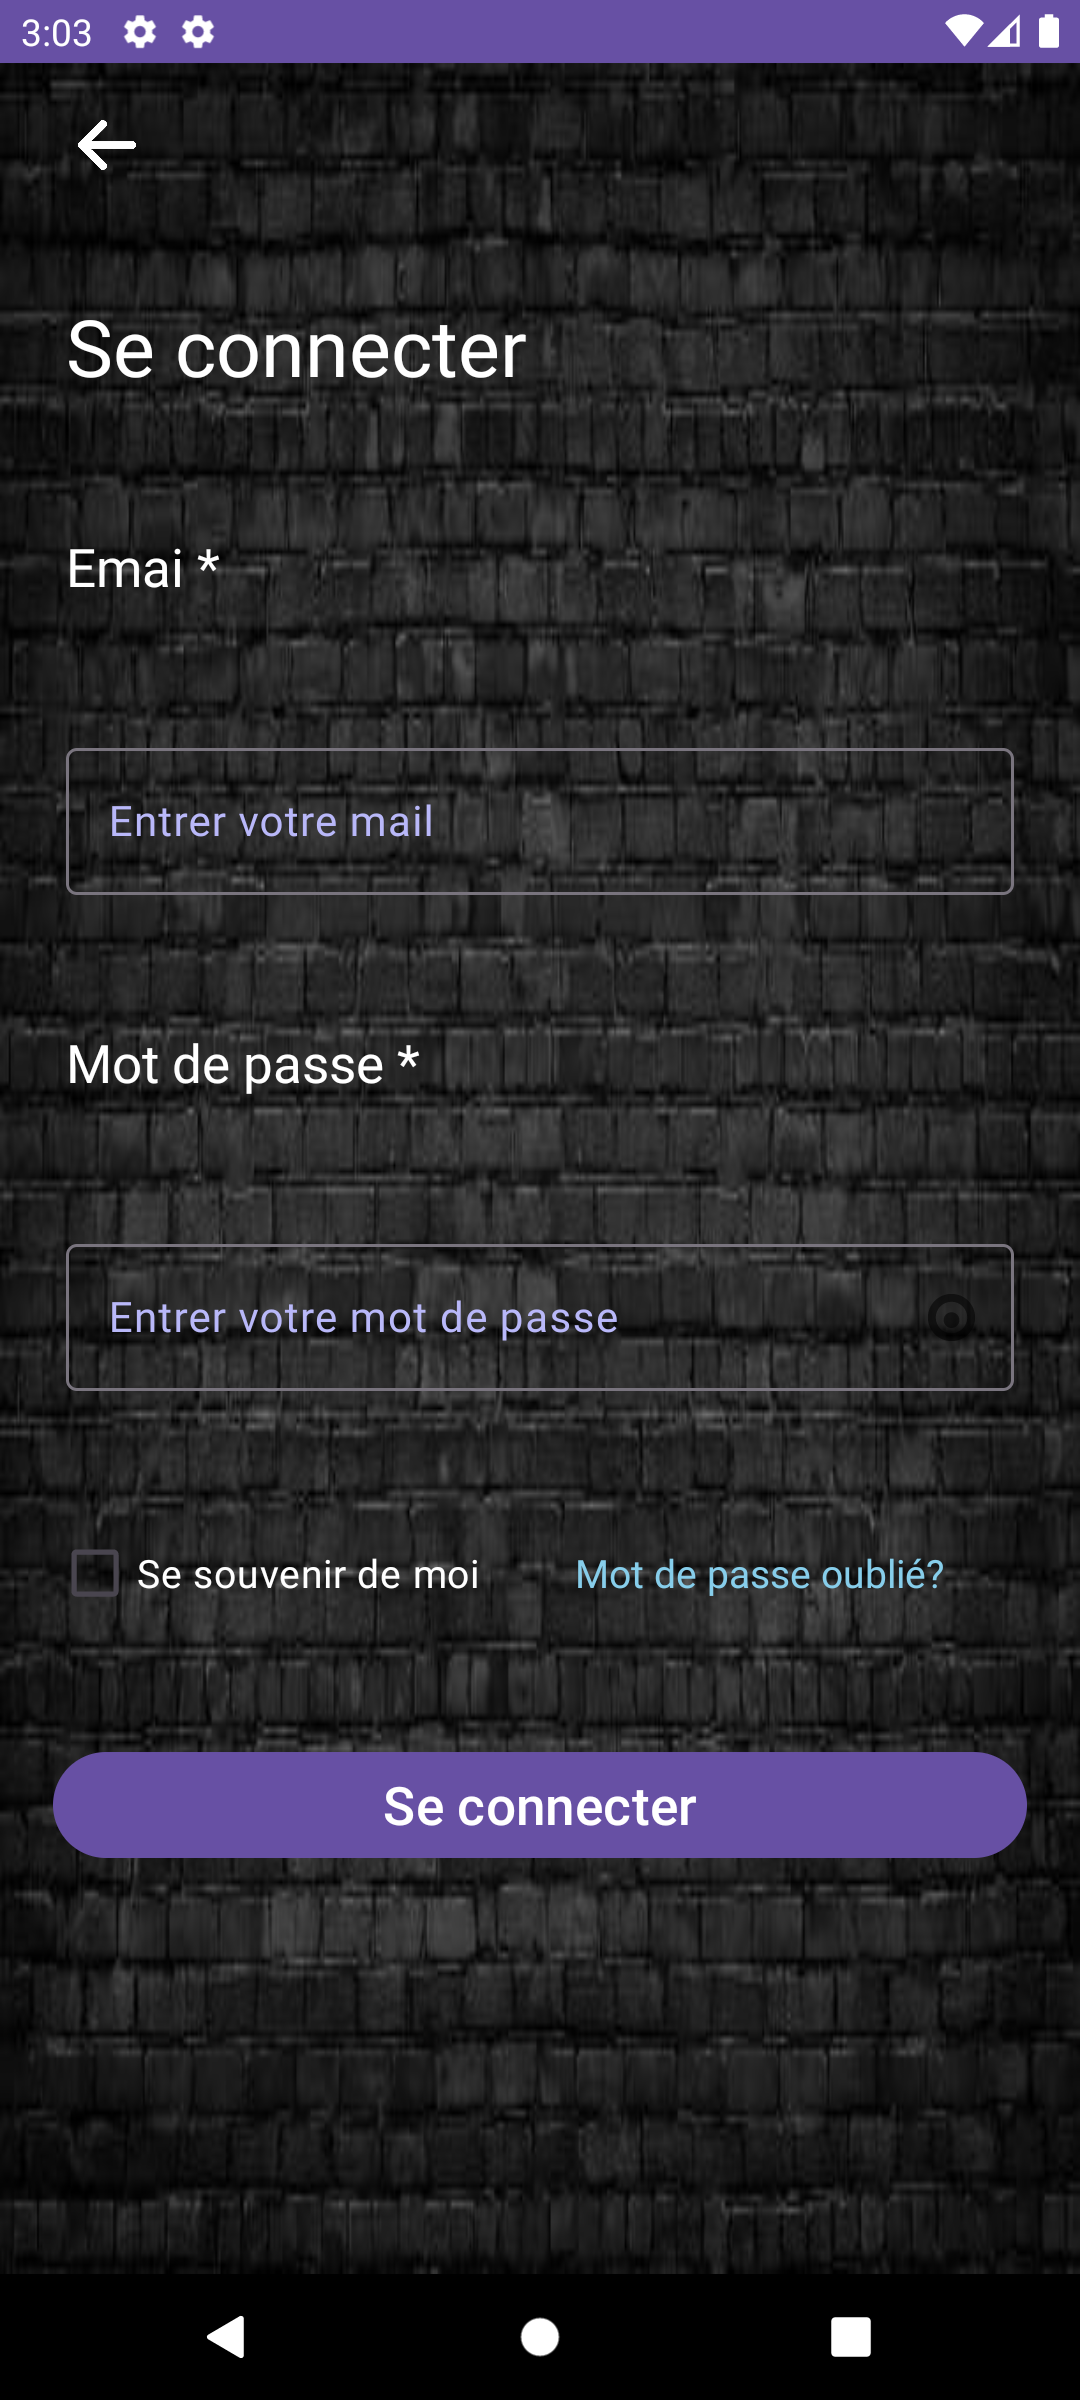 3:03
Se connecter
Emai *
Entrer votre mail
Mot de passe *
Entrer votre mot de passe
Se souvenir de moi
Mot de passe oublié?
Se connecter